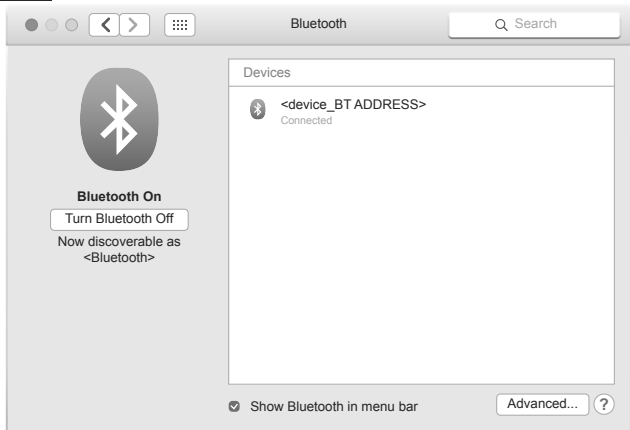 Bluetooth
Search
Devices
<device_BT ADDRESS>
Connected
Bluetooth On
Turn Bluetooth Off
Now discoverable as
<Bluetooth>
Show Bluetooth in menu bar
Advanced...
?